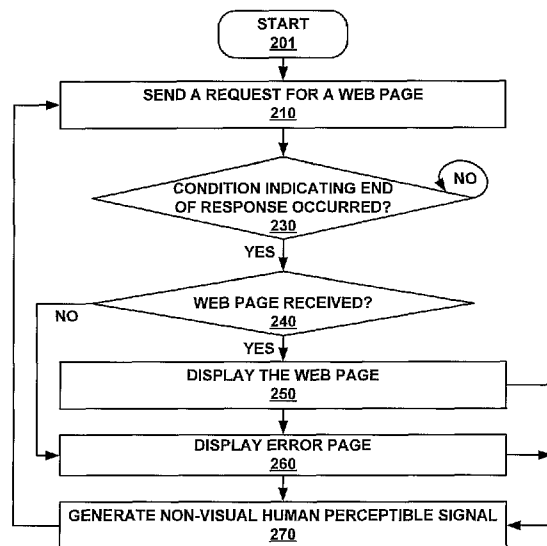 START
201
SEND A REQUEST FOR A WEB PAGE
210
CONDITION INDICATING END
OF RESPONSE OCCURRED?
230
NO
YES
WEB PAGE RECEIVED?
240
NO
YES
DISPLAY THE WEB PAGE
250
DISPLAY ERROR PAGE
260
GENERATE NON-VISUAL HUMAN PERCEPTIBLE SIGNAL
270